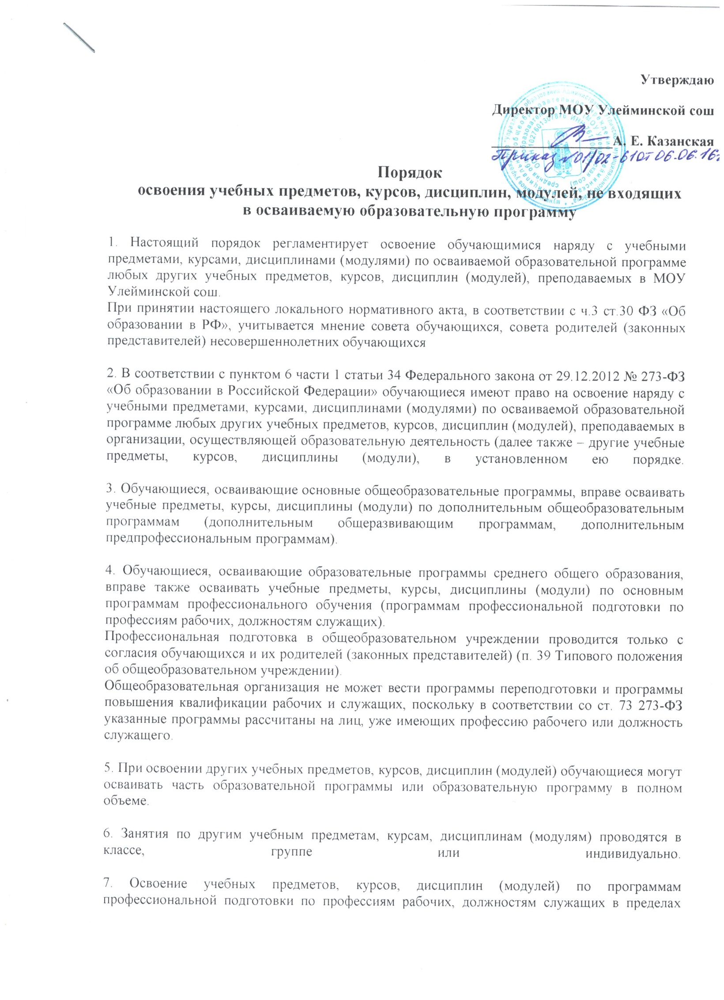 Утверждаю
Директор МОУ Улейминской сош
А. Е. Казанская
Приказ №01/02-61 от 06.06.16г
Порядок
освоения учебных предметов, курсов, дисциплин, модулей, не входящих
в осваиваемую образовательную программу
1. Настоящий порядок регламентирует освоение обучающимися наряду с учебными
предметами, курсами, дисциплинами (модулями) по осваиваемой образовательной программе
любых других учебных предметов, курсов, дисциплин (модулей), преподаваемых в МОУ
Улейминской сош.
При принятии настоящего локального нормативного акта, в соответствии с ч.3 ст.30 ФЗ «Об
образовании в РФ», учитывается мнение совета обучающихся, совета родителей (законных
представителей) несовершеннолетних обучающихся
2. В соответствии с пунктом 6 части 1 статьи 34 Федерального закона от 29.12.2012 № 273-ФЗ
«Об образовании в Российской Федерации» обучающиеся имеют право на освоение наряду с
учебными предметами, курсами, дисциплинами (модулями) по осваиваемой образовательной
программе любых других учебных предметов, курсов, дисциплин (модулей), преподаваемых в
организации, осуществляющей образовательную деятельность (далее также – другие учебные
предметы, курсов, дисциплины (модули), в установленном ею порядке.
3. Обучающиеся, осваивающие основные общеобразовательные программы, вправе осваивать
учебные предметы, курсы, дисциплины (модули) по дополнительным общеобразовательным
программам (дополнительным общеразвивающим программам, дополнительным
предпрофессиональным программам).
4. Обучающиеся, осваивающие образовательные программы среднего общего образования,
вправе также осваивать учебные предметы, курсы, дисциплины (модули) по основным
программам профессионального обучения (программам профессиональной подготовки по
профессиям рабочих, должностям служащих).
Профессиональная подготовка в общеобразовательном учреждении проводится только с
согласия обучающихся и их родителей (законных представителей) (п. 39 Типового положения
об общеобразовательном учреждении).
Общеобразовательная организация не может вести программы переподготовки и программы
повышения квалификации рабочих и служащих, поскольку в соответствии со ст. 73 273-ФЗ
указанные программы рассчитаны на лиц, уже имеющих профессию рабочего или должность
служащего.
5. При освоении других учебных предметов, курсов, дисциплин (модулей) обучающиеся могут
осваивать часть образовательной программы или образовательную программу в полном
объеме.
6. Занятия по другим учебным предметам, курсам, дисциплинам (модулям) проводятся в
классе, группе или индивидуально.
7. Освоение учебных предметов, курсов, дисциплин (модулей) по программам
профессиональной подготовки по профессиям рабочих, должностям служащих в пределах